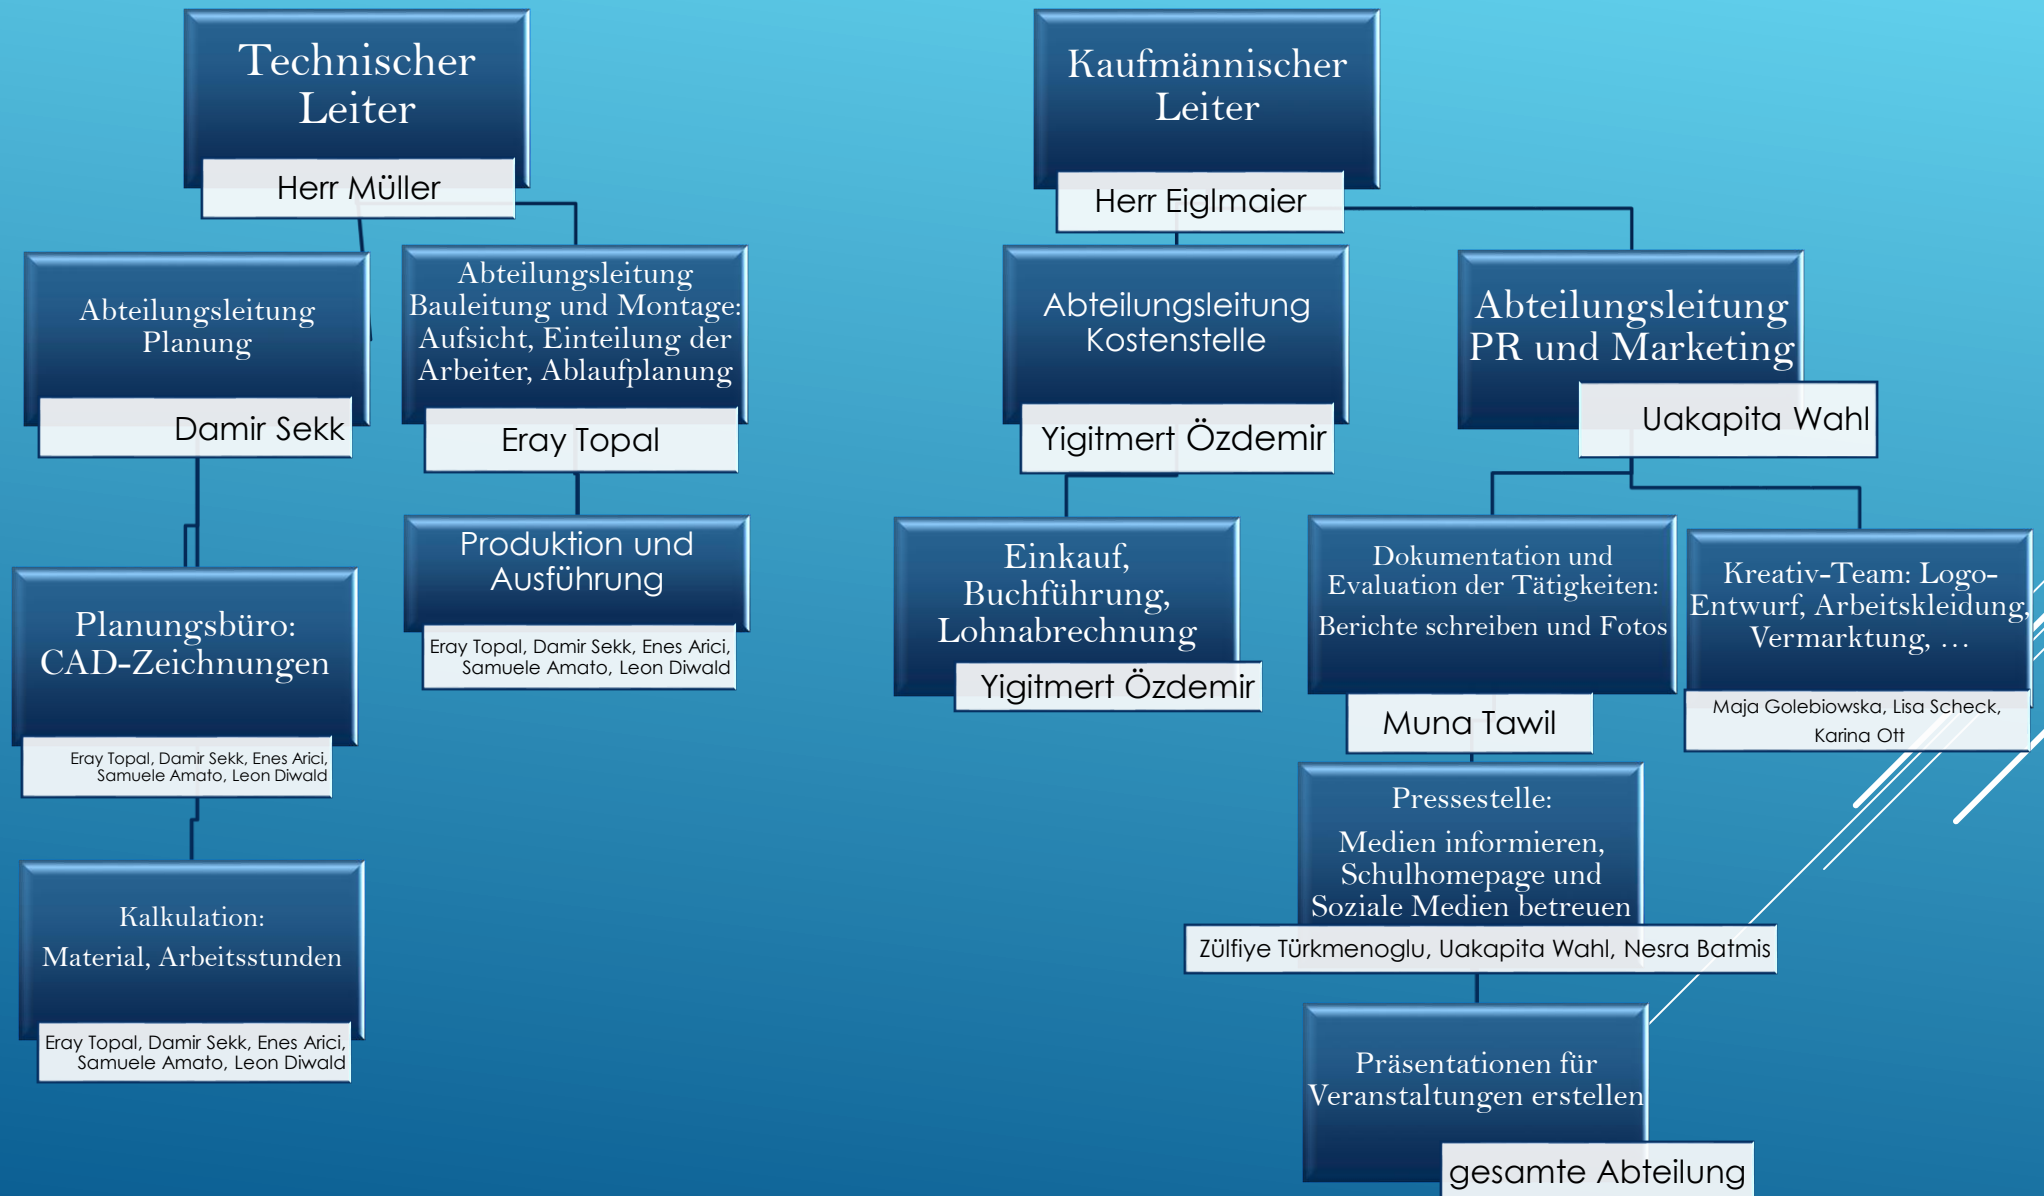 Technischer
Leiter
Herr Müller
Abteilungsleitung
Planung
Damir Sekk
Abteilungsleitung
Bauleitung und Montage:
Aufsicht, Einteilung der
Arbeiter, Ablaufplanung
Eray Topal
Planungsbüro:
CAD-Zeichnungen
Eray Topal, Damir Sekk, Enes Arici,
Samuele Amato, Leon Diwald
Produktion und
Ausführung
Eray Topal, Damir Sekk, Enes Arici,
Samuele Amato, Leon Diwald
Kalkulation:
Material, Arbeitsstunden
Eray Topal, Damir Sekk, Enes Arici,
Samuele Amato, Leon Diwald
Kaufmännischer
Leiter
Herr Eiglmaier
Abteilungsleitung
Kostenstelle
Yigitmert Özdemir
Abteilungsleitung
PR und Marketing
Uakapita Wahl
Einkauf,
Buchführung,
Lohnabrechnung
Yigitmert Özdemir
Dokumentation und
Evaluation der Tätigkeiten:
Berichte schreiben und Fotos
Muna Tawil
Kreativ-Team: Logo-
Entwurf, Arbeitskleidung,
Vermarktung, …
Maja Golebiowska, Lisa Scheck,
Karina Ott
Pressestelle:
Medien informieren,
Schulhomepage und
Soziale Medien betreuen
Zülfiye Türkmenoglu, Uakapita Wahl, Nesra Batmis
Präsentationen für
Veranstaltungen erstellen
gesamte Abteilung